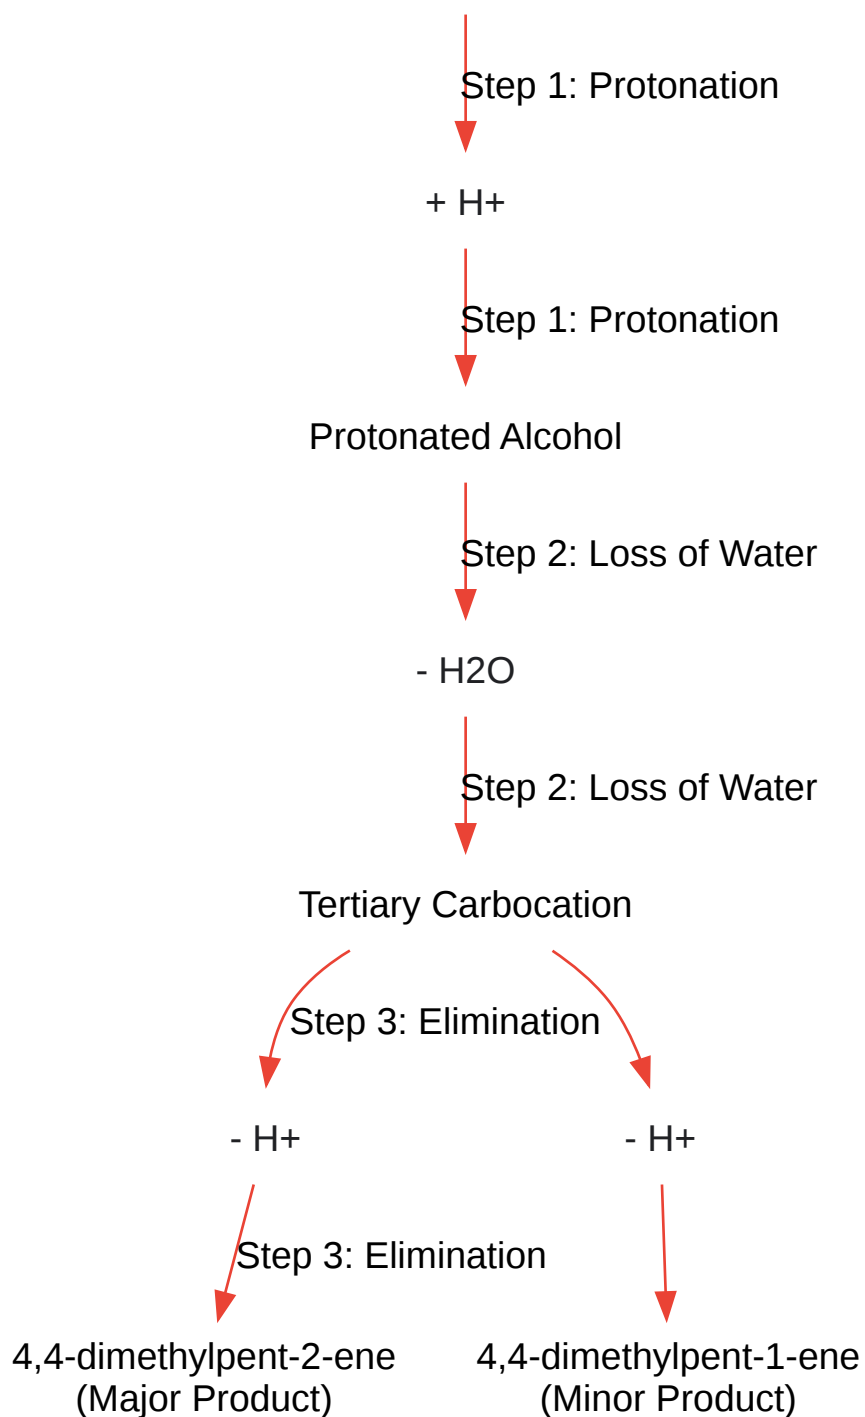 Step 1: Protonation
+ H+
Step 1: Protonation
Protonated Alcohol
Step 2: Loss of Water
- H2O
Step 2: Loss of Water
Tertiary Carbocation
Step 3: Elimination
- H+
- H+
Step 3: Elimination
4,4-dimethylpent-2-ene
(Major Product)
4,4-dimethylpent-1-ene
(Minor Product)